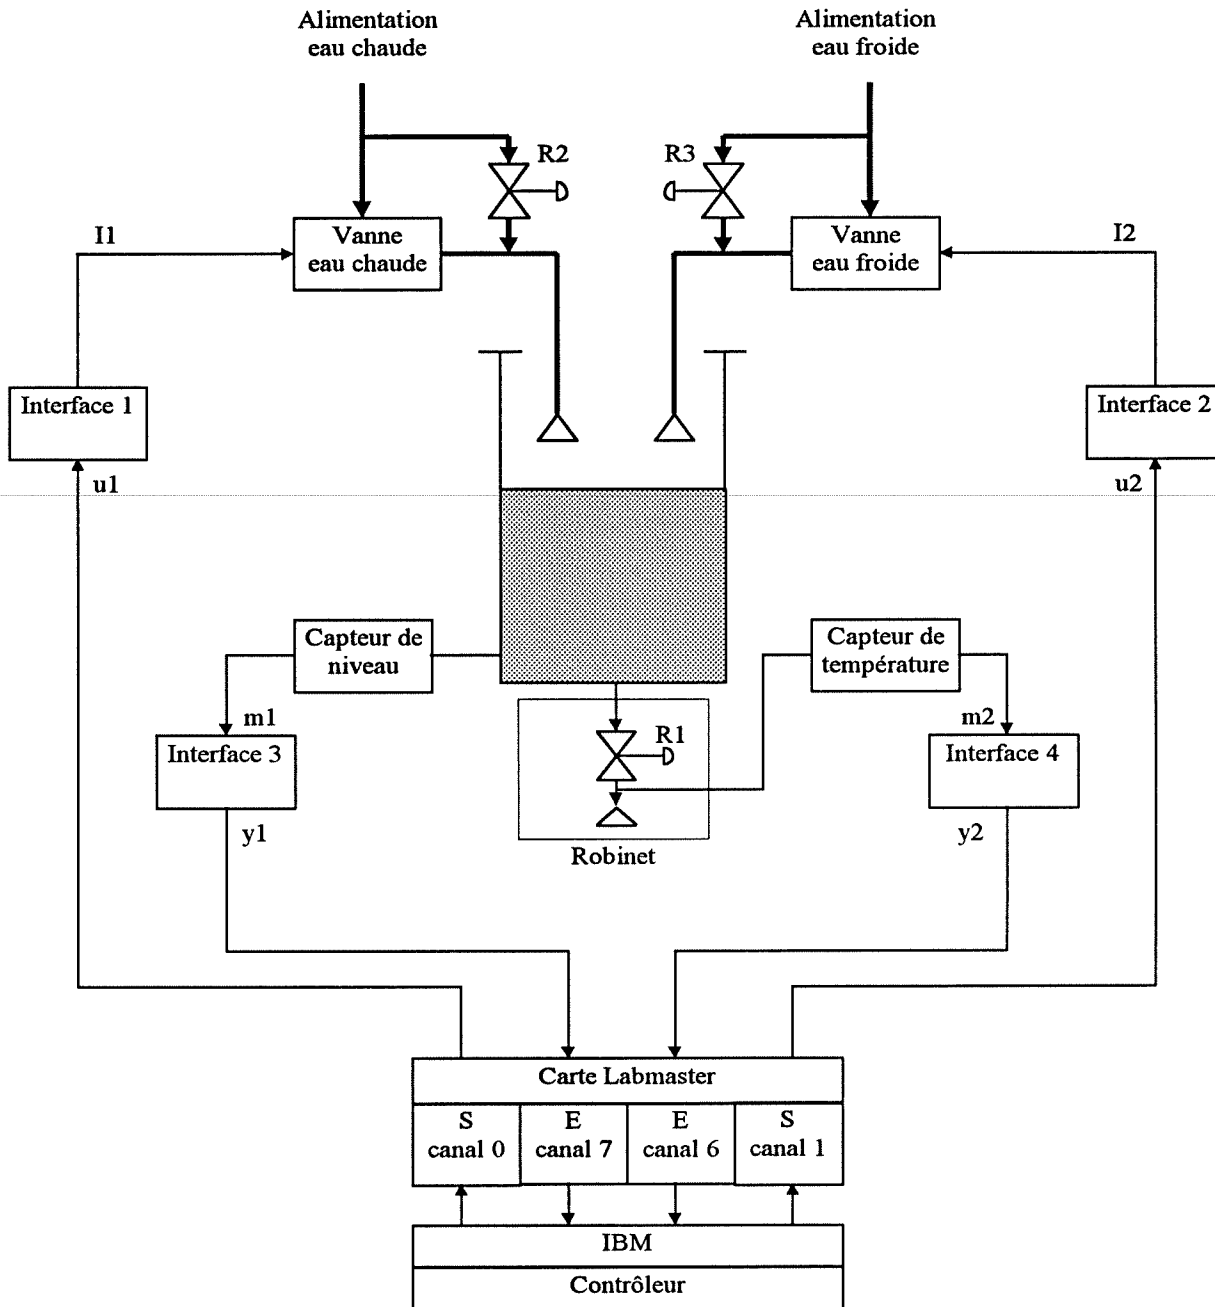 Alimentation
eau chaude
Alimentation
eau froide
R2
R3
I1
Vanne
eau chaude
Vanne
eau froide
I2
Interface 1
Interface 2
u1
u2
Capteur de
niveau
Capteur de
température
m1
m2
Interface 3
R1
Interface 4
y1
y2
Robinet
Carte Labmaster
S
canal 0
E
canal 7
E
canal 6
S
canal 1
IBM
Contrôleur